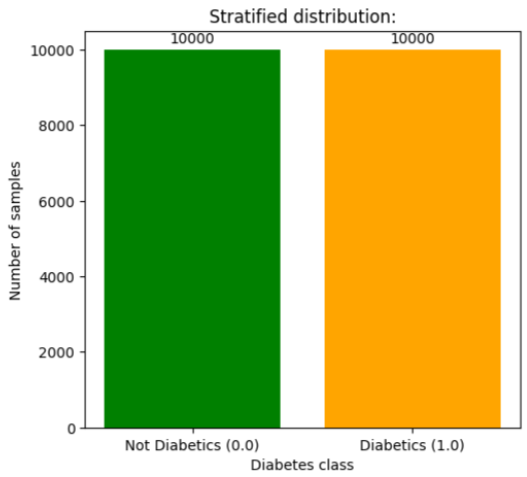 Stratified distribution:
10000 10000
10000
8000
6000
4000
2000
0
Number of samples
Not Diabetics (0.0) Diabetics (1.0)
Diabetes class